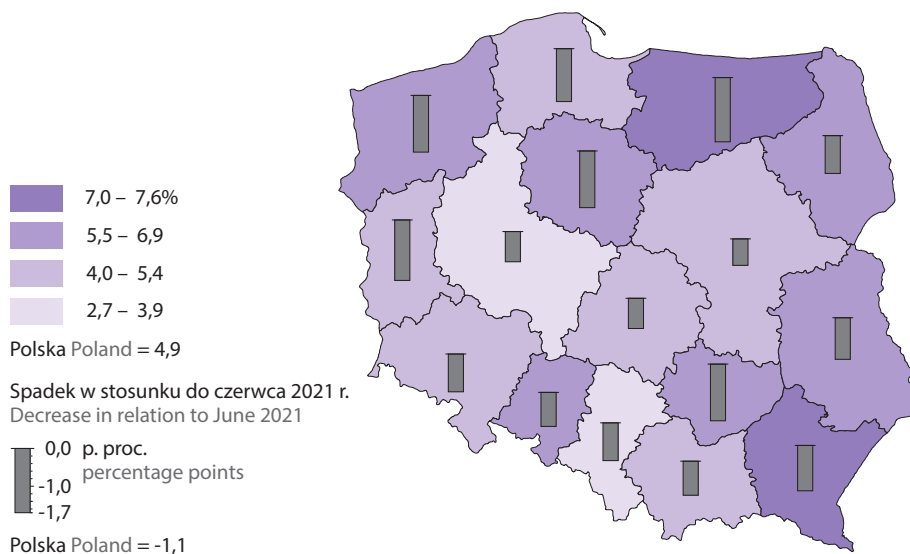 7,0 – 7,6%
5,5 – 6,9
4,0 – 5,4
2,7 – 3,9
Polska Poland = 4,9
Spadek w stosunku do czerwca 2021 r.
Decrease in relation to June 2021
0,0 p. proc.
percentage points
-1,0
-1,7
Polska Poland = -1,1